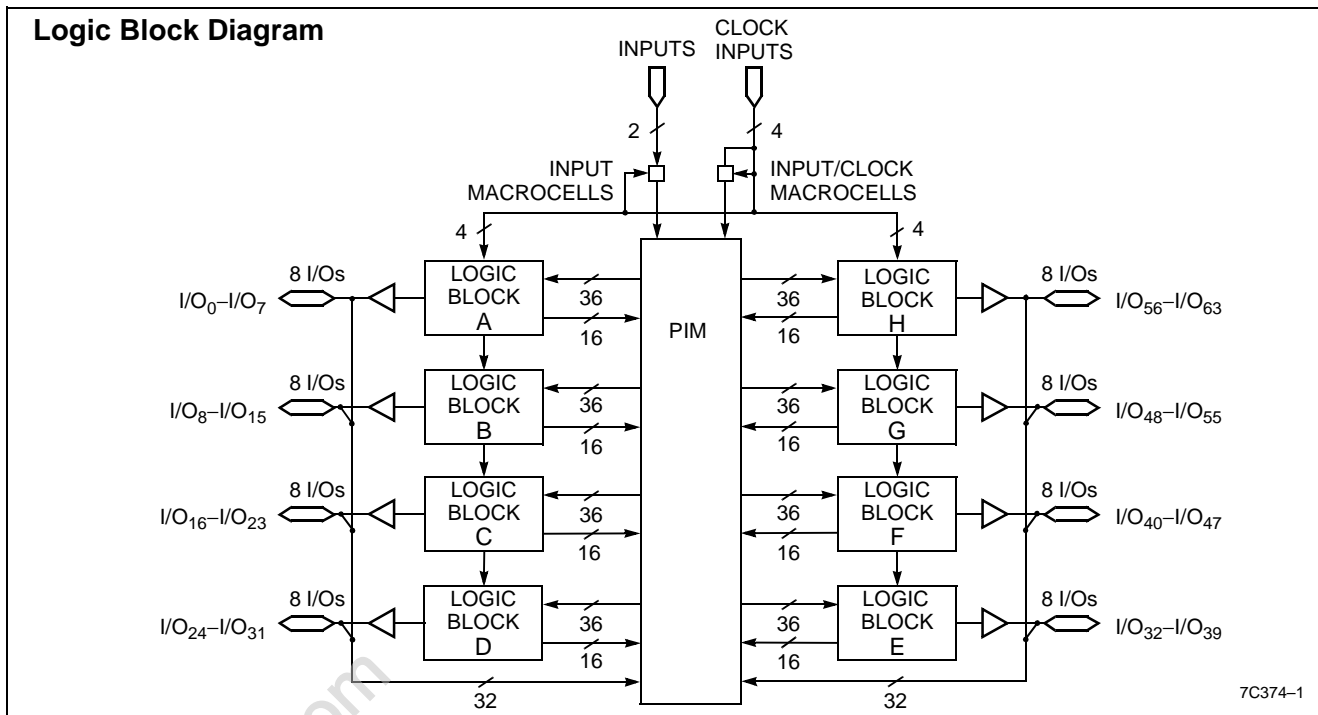 Logic Block Diagram
INPUTS
CLOCK
INPUTS
2
4
INPUT
MACROCELLS
INPUT/CLOCK
MACROCELLS
4
4
8 I/Os
I/O0–I/O7
LOGIC
BLOCK
A
36
16
PIM
36
16
LOGIC
BLOCK
H
8 I/Os
I/O56–I/O63
8 I/Os
I/O8–I/O15
LOGIC
BLOCK
B
36
16
36
16
LOGIC
BLOCK
G
8 I/Os
I/O48–I/O55
8 I/Os
I/O16–I/O23
LOGIC
BLOCK
C
36
16
36
16
LOGIC
BLOCK
F
8 I/Os
I/O40–I/O47
8 I/Os
I/O24–I/O31
LOGIC
BLOCK
D
36
16
36
16
LOGIC
BLOCK
E
8 I/Os
I/O32–I/O39
32
32
7C374–1
om